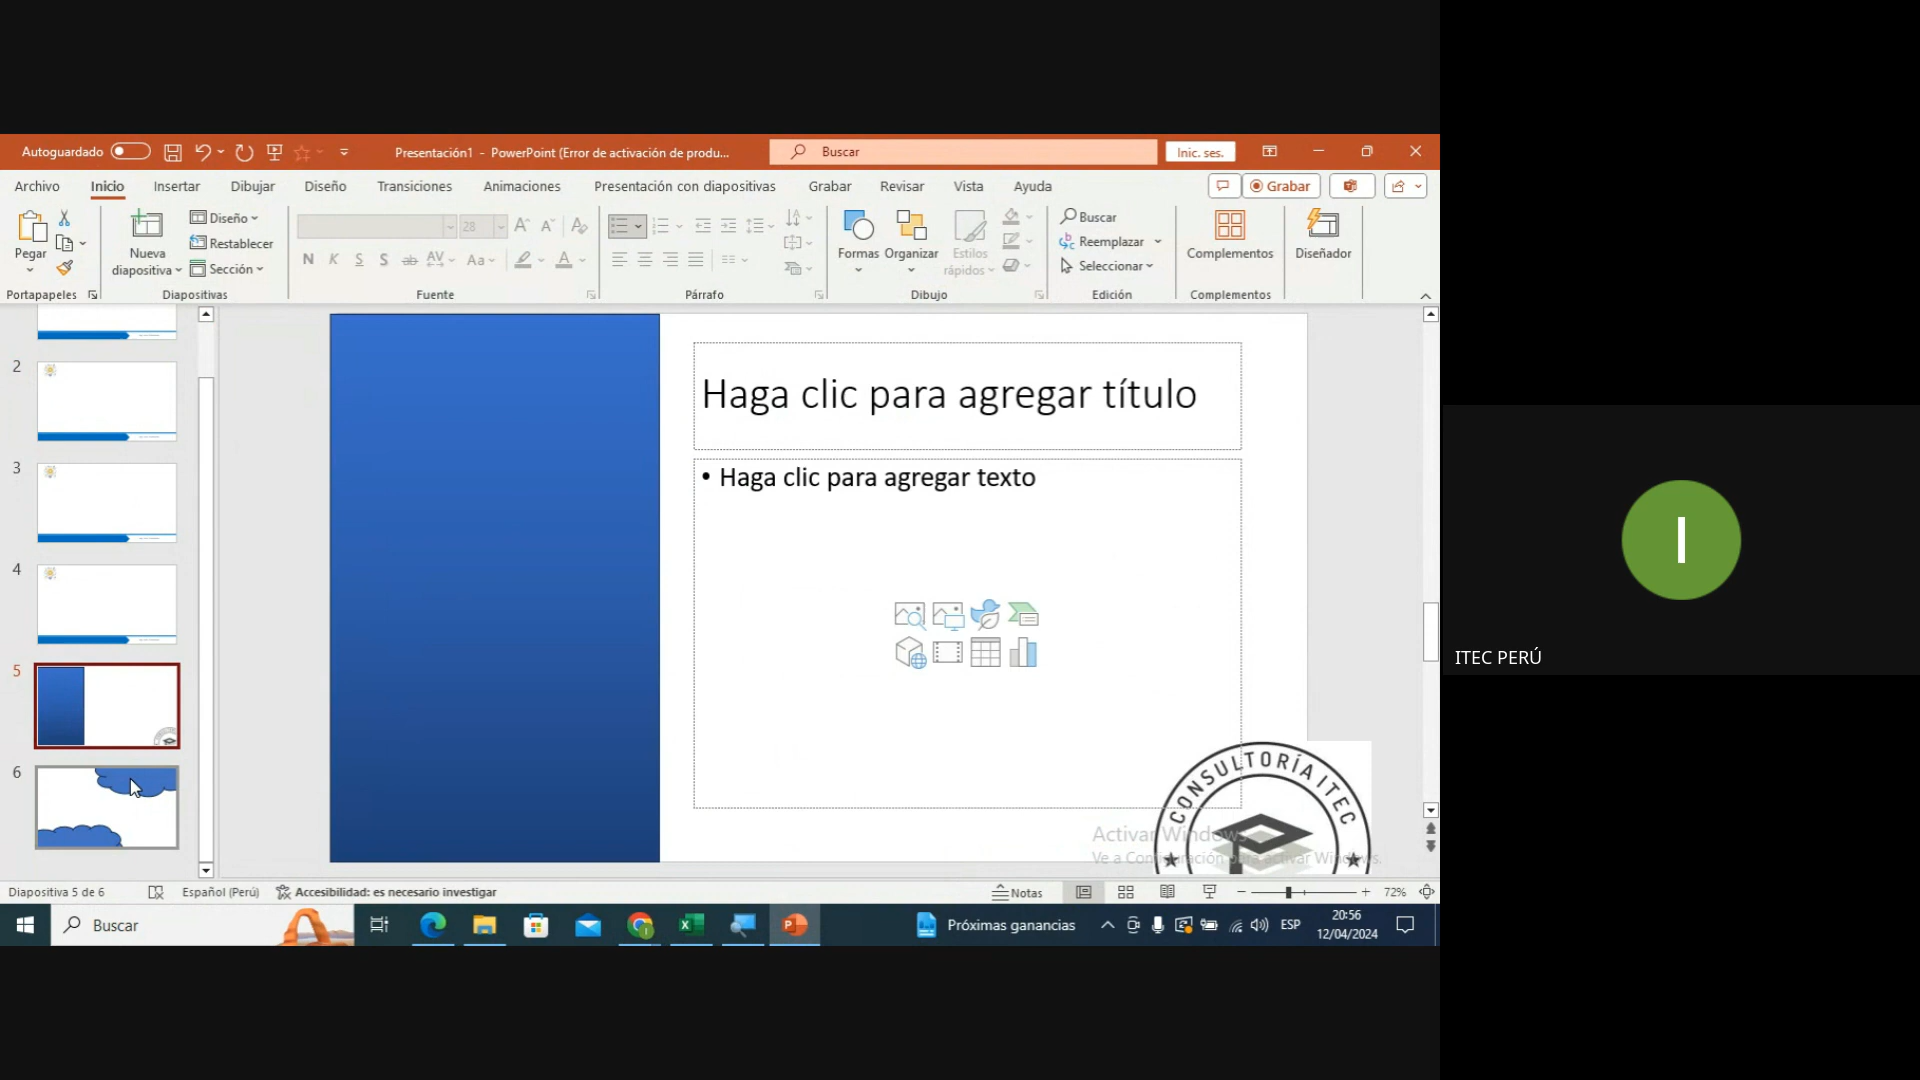 Autoguardado
Presentación1 - PowerPoint (Error de activación de produ...
Buscar
Inic. ses.
Archivo Inicio Insertar Dibujar Diseño Transiciones Animaciones Presentación con diapositivas Grabar Revisar Vista Ayuda
Grabar
Pegar
Portapapeles
Nueva diapositiva
Diseño
Restablecer
Sección
Diapositivas
28
N K S S ab AV Aa A
Fuente
Párrafo
Formas
Organizar
Estilos rápidos
Dibujo
Buscar
Reemplazar
Seleccionar
Edición
Complementos
Complementos
Diseñador
2
3
4
5
6
Haga clic para agregar título
• Haga clic para agregar texto
CONSULTORÍA ITEC
Activar Windows
Ve a Configuración para activar Windows.
Diapositiva 5 de 6
Español (Perú)
Accesibilidad: es necesario investigar
Notas
72%
Buscar
Próximas ganancias
ESP
20:56
12/04/2024
I
ITEC PERÚ